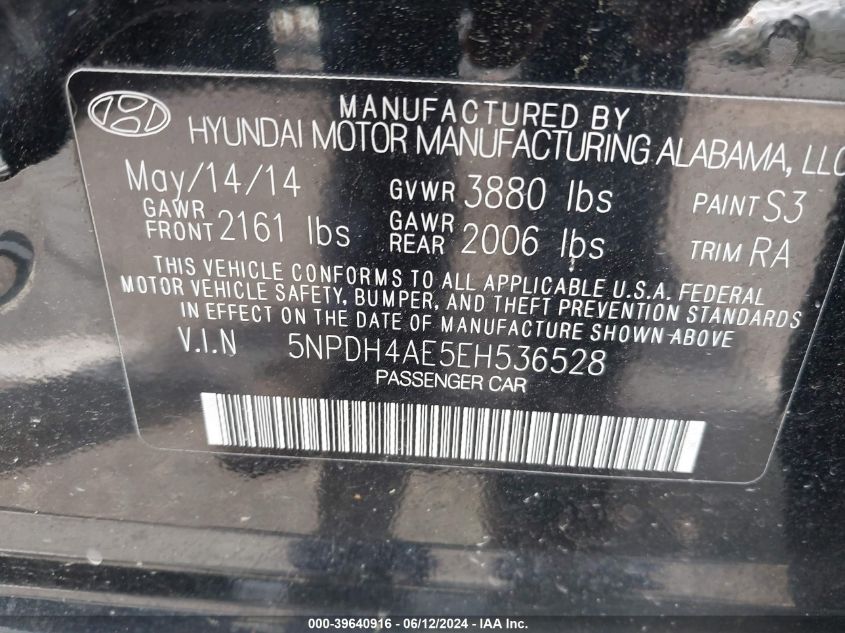 MANUFACTURED BY
HYUNDAI MOTOR MANUFACTURING ALABAMA, LLC
May/14/14 GVWR 3880 lbs PAINT S3
GAWR FRONT 2161 lbs GAWR REAR 2006 lbs TRIM RA
THIS VEHICLE CONFORMS TO ALL APPLICABLE U.S.A. FEDERAL
MOTOR VEHICLE SAFETY, BUMPER, AND THEFT PREVENTION STANDARDS
IN EFFECT ON THE DATE OF MANUFACTURE SHOWN ABOVE
V.I.N 5NPDH4AE5EH536528
PASSENGER CAR
000-39640916 - 06/12/2024 - IAA Inc.